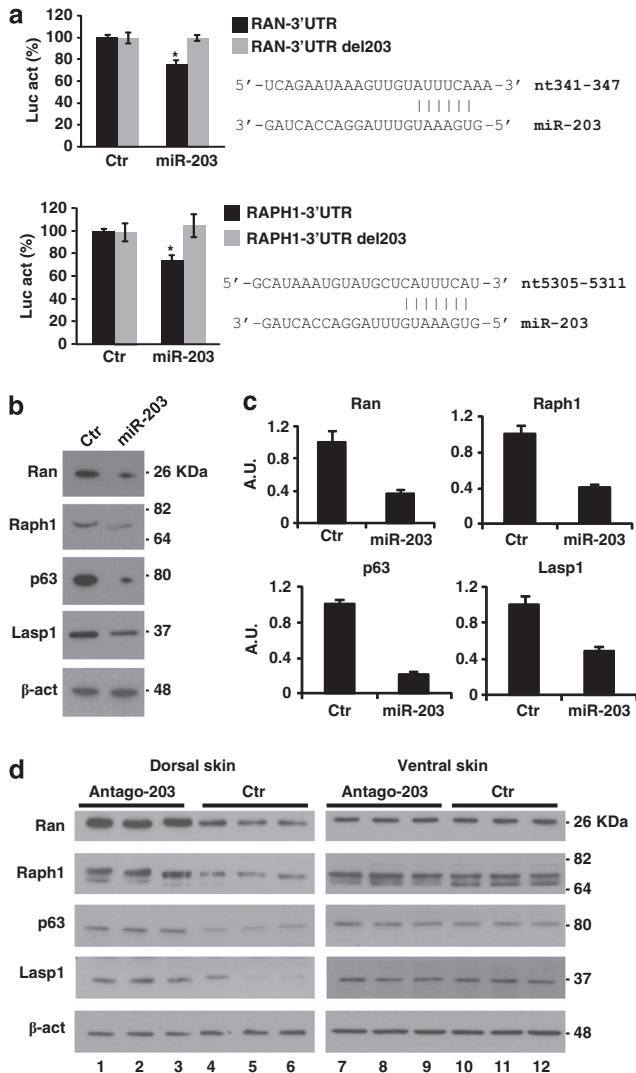 a
Luc act (%)
120
100
80
60
40
20
0
*
Ctr
miR-203
RAN-3'UTR
RAN-3'UTR del203
5'-UCAGAAUAAAGUUGUAUUUCAAA-3' nt341-347
||||||
3'-GAUCACCAGGAUUUGUAAAGUG-5' miR-203
Luc act (%)
120
100
80
60
40
20
0
*
Ctr
miR-203
RAPH1-3'UTR
RAPH1-3'UTR del203
5'-GCAUAAAUGUAUGCUCAUUUCAU-3' nt5305-5311
|||||||
3'-GAUCACCAGGAUUUGUAAAGUG-5' miR-203
b
Ctr
miR-203
Ran
- 26 KDa
Raph1
- 82
- 64
p63
- 80
Lasp1
- 37
β-act
- 48
c
Ran
A.U.
1.2
0.8
0.4
0
Ctr
miR-203
Raph1
1.2
0.8
0.4
0
Ctr
miR-203
p63
A.U.
1.2
0.8
0.4
0
Ctr
miR-203
Lasp1
1.2
0.8
0.4
0
Ctr
miR-203
d
Dorsal skin
Ventral skin
Antago-203
Ctr
Antago-203
Ctr
Ran
- 26 KDa
Raph1
- 82
- 64
p63
- 80
Lasp1
- 37
β-act
- 48
1 2 3 4 5 6 7 8 9 10 11 12